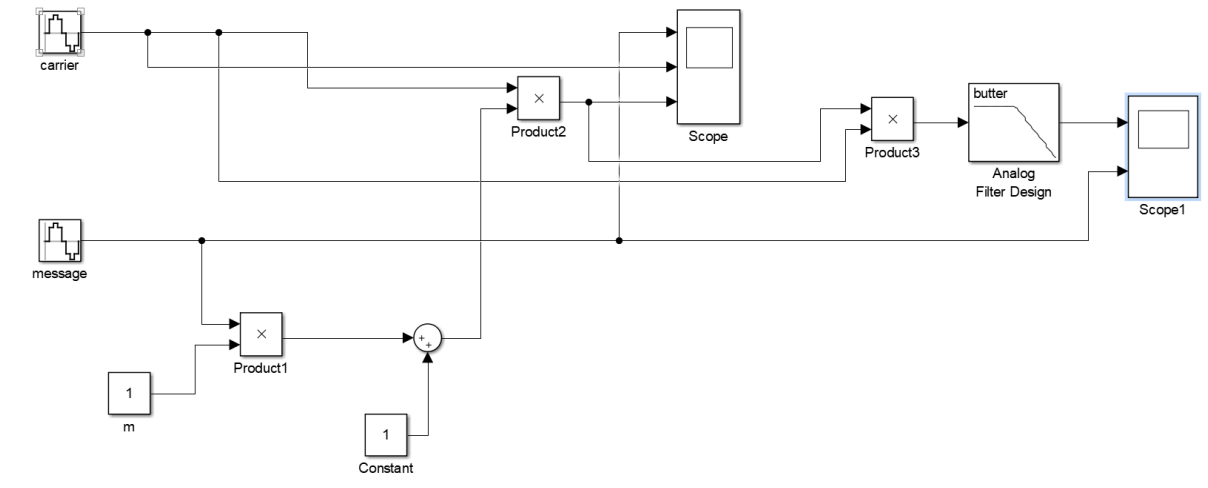 carrier
×
Product2
Scope
×
Product3
butter
Analog
Filter Design
Scope1
message
×
Product1
+
+
1
m
1
Constant